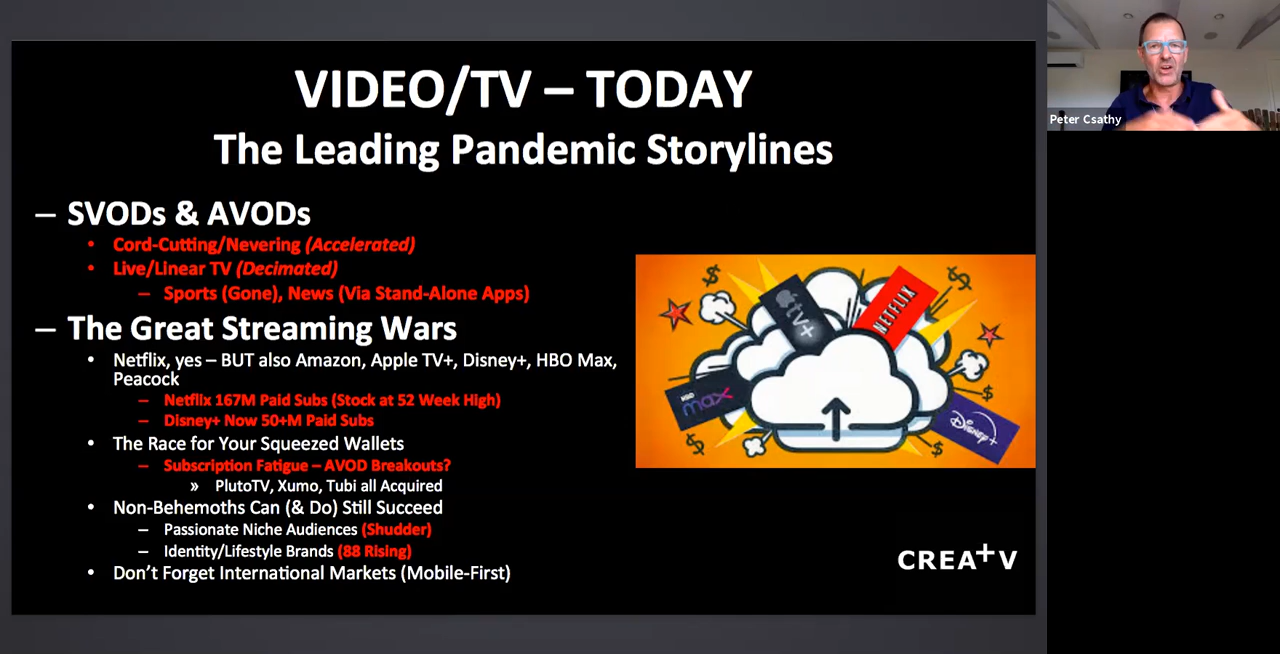 VIDEO/TV – TODAY
The Leading Pandemic Storylines
– SVODs & AVODs
• Cord-Cutting/Nevering (Accelerated)
• Live/Linear TV (Decimated)
– Sports (Gone), News (Via Stand-Alone Apps)
– The Great Streaming Wars
• Netflix, yes – BUT also Amazon, Apple TV+, Disney+, HBO Max,
Peacock
– Netflix 167M Paid Subs (Stock at 52 Week High)
– Disney+ Now 50+M Paid Subs
• The Race for Your Squeezed Wallets
– Subscription Fatigue – AVOD Breakouts?
» PlutoTV, Xumo, Tubi all Acquired
• Non-Behemoths Can (& Do) Still Succeed
– Passionate Niche Audiences (Shudder)
– Identity/Lifestyle Brands (88 Rising)
• Don't Forget International Markets (Mobile-First)
$
$
tv+
NETFLIX
$
HBO
max
Disney+
$
$
CREA+V
Peter Csathy